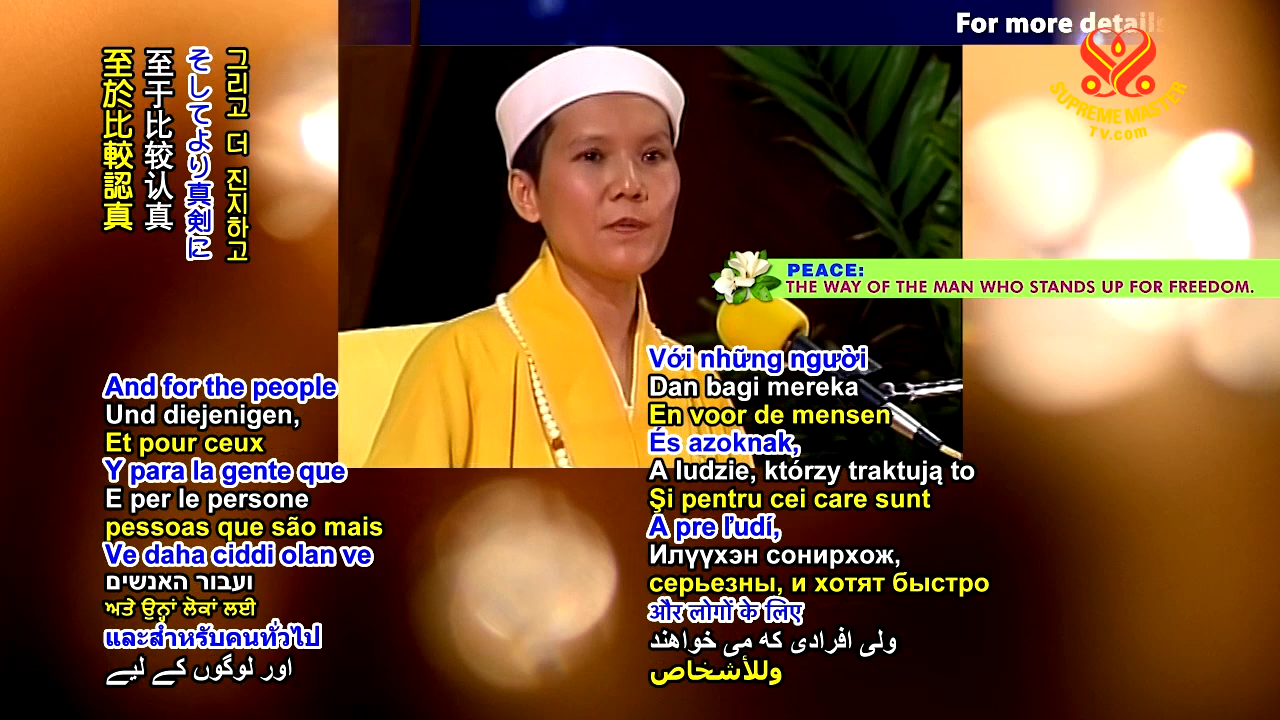 For more details
SUPREME MASTER
TV.com
至於比較認真
至于比较认真
そしてより真剣に
그리고 더 진지하고
PEACE:
THE WAY OF THE MAN WHO STANDS UP FOR FREEDOM.
And for the people
Und diejenigen,
Et pour ceux
Y para la gente que
E per le persone
pessoas que são mais
Ve daha ciddi olan ve
ועבור האנשים
ਅਤੇ ਉਨ੍ਹਾਂ ਲੋਕਾਂ ਲਈ
และสำหรับคนทั่วไป
اور لوگوں کے لیے
Với những người
Dan bagi mereka
En voor de mensen
És azoknak,
A ludzie, którzy traktują to
Şi pentru cei care sunt
A pre ľudí,
Илүүхэн сонирхож,
серьезны, и хотят быстро
और लोगों के लिए
ولی افرادی که می خواهند
وللأشخاص